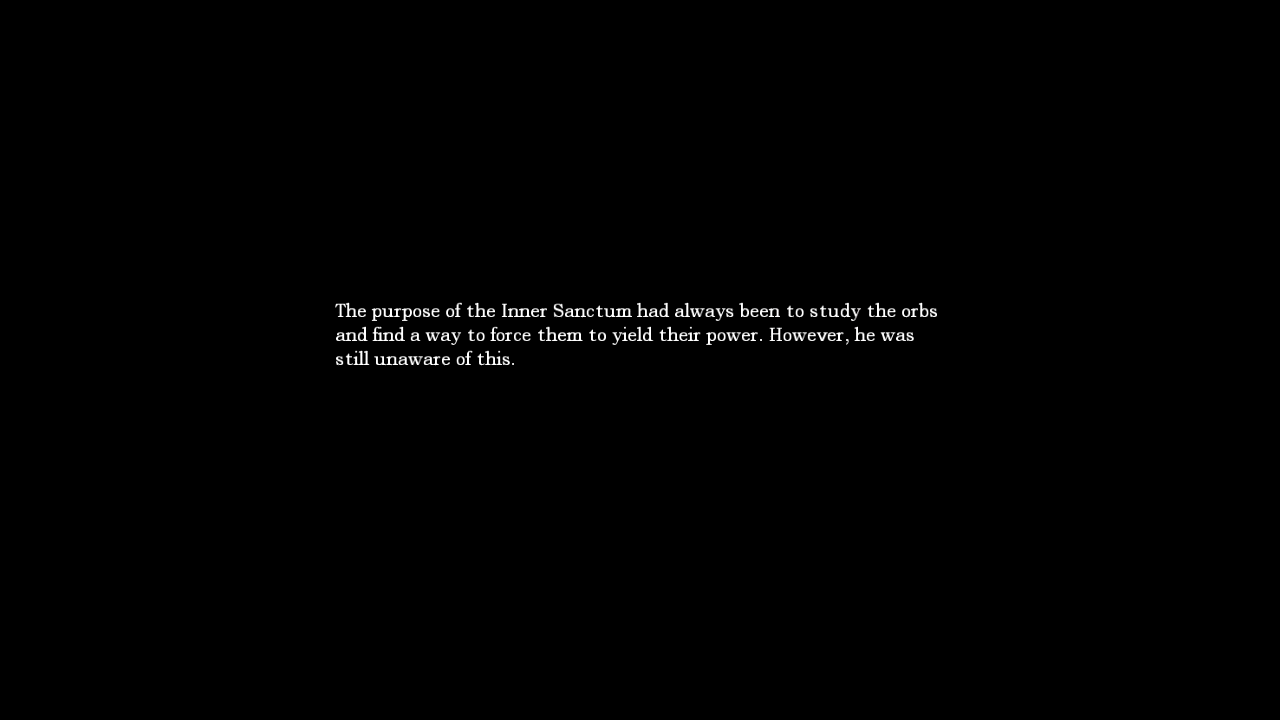 The purpose of the Inner Sanctum had always been to study the orbs
and find a way to force them to yield their power. However, he was
still unaware of this.